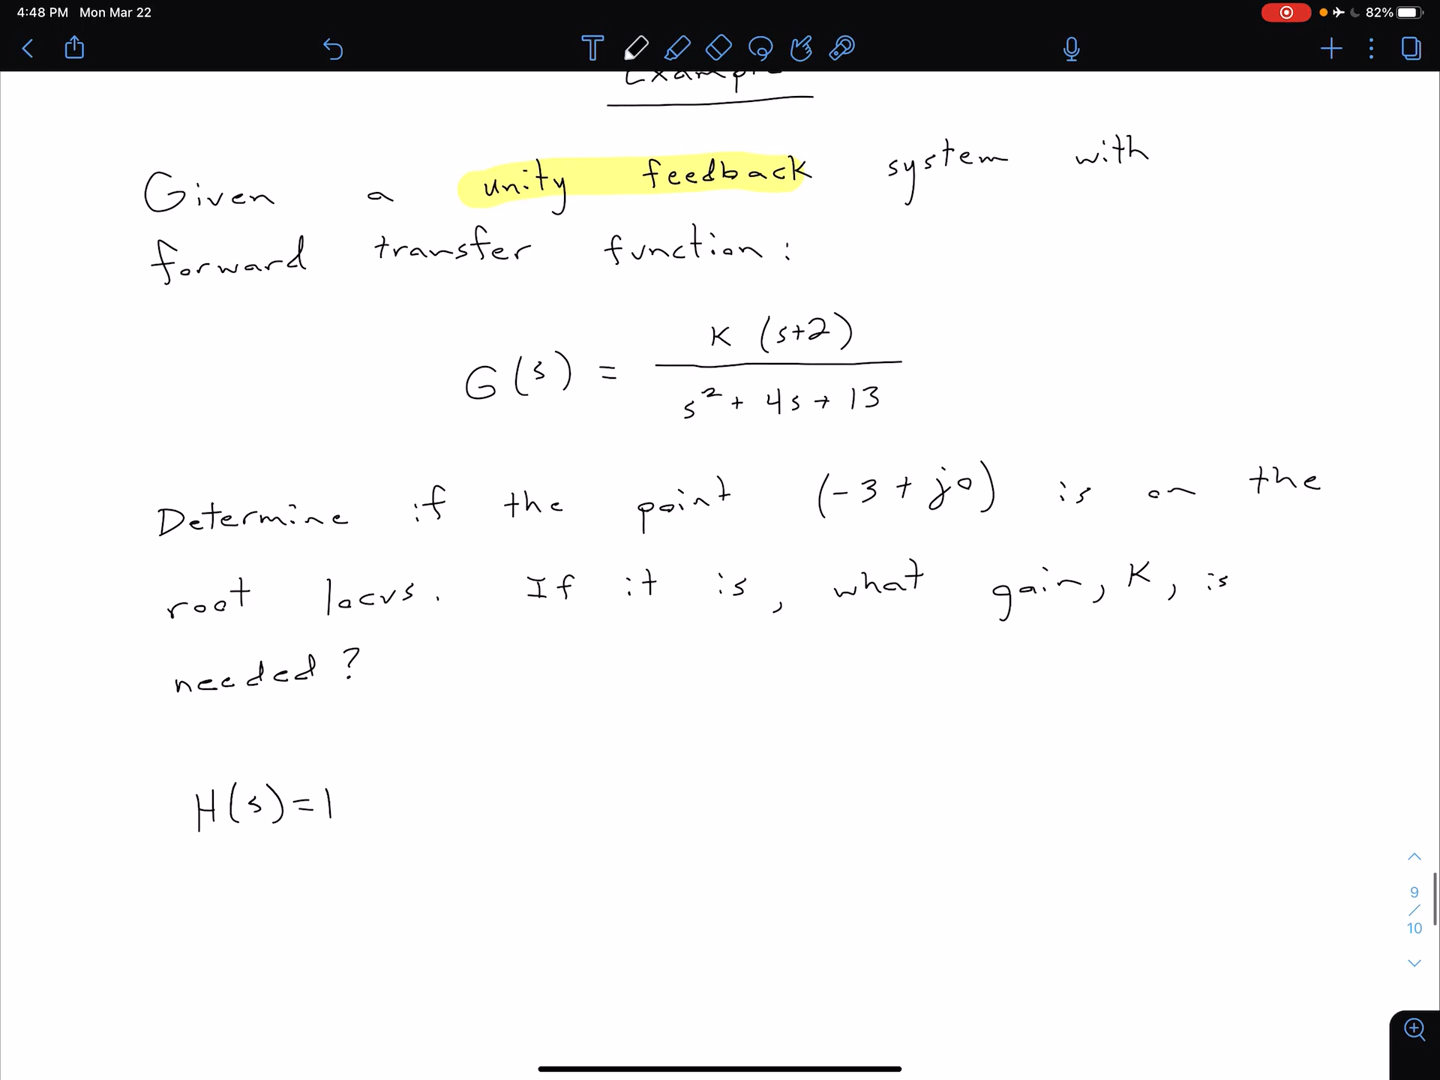 4:48 PM Mon Mar 22
82%
Example
Given a unity feedback system with
forward transfer function:
G(s) = K (s+2)
s² + 4s + 13
Determine if the point (-3 + j0) is on the
root locus. If it is, what gain, K, is
needed?
H(s)=1
9
/
10